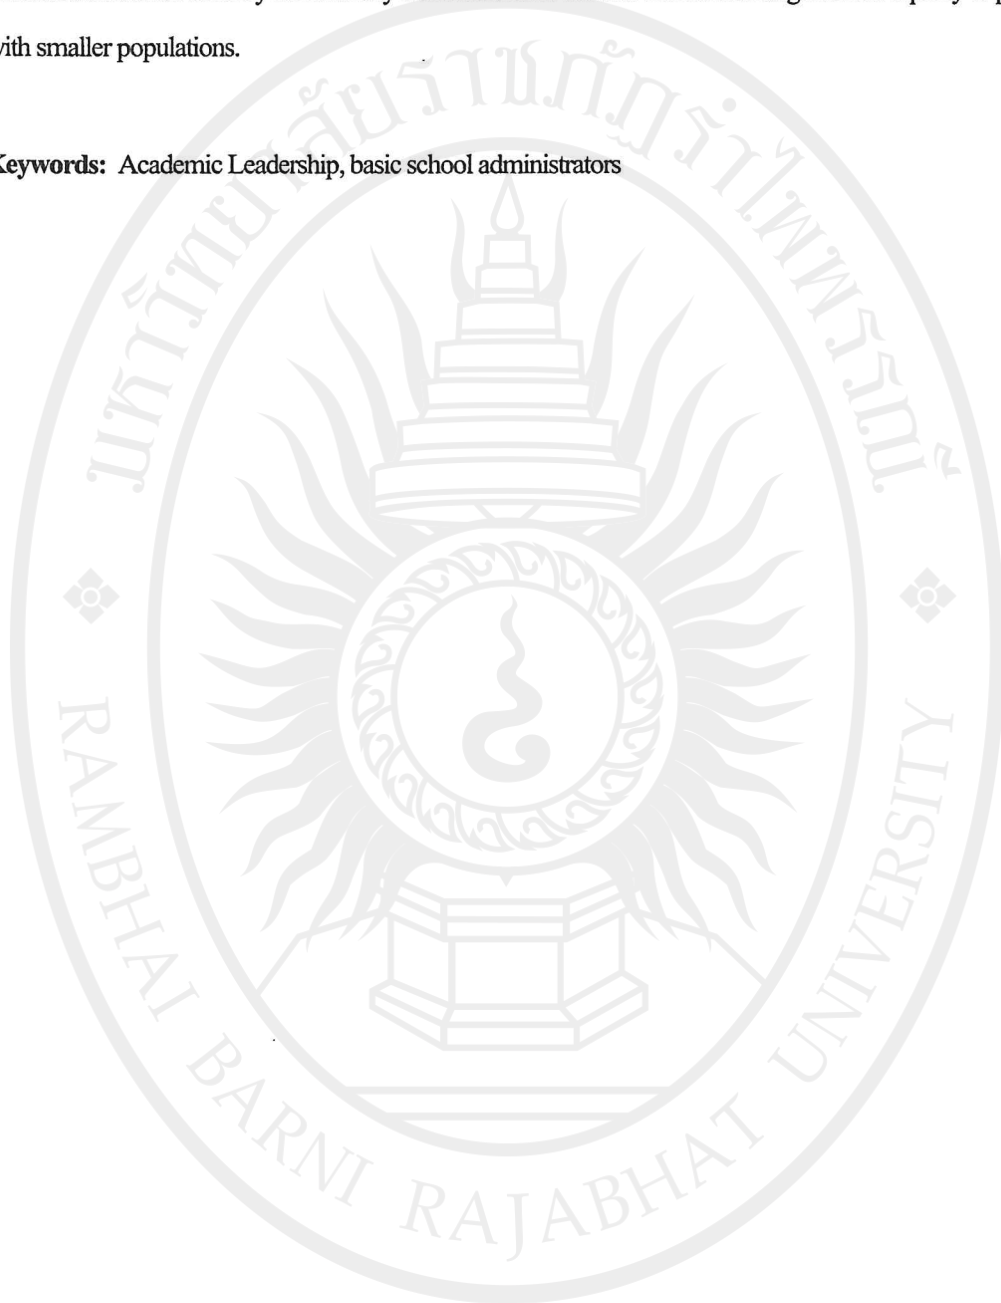 with smaller populations.
Keywords: Academic Leadership, basic school administrators
มหาวิทยาลัยราชภัฏรำไพพรรณี
RAMBHAI BARNI RAJABHAT UNIVERSITY